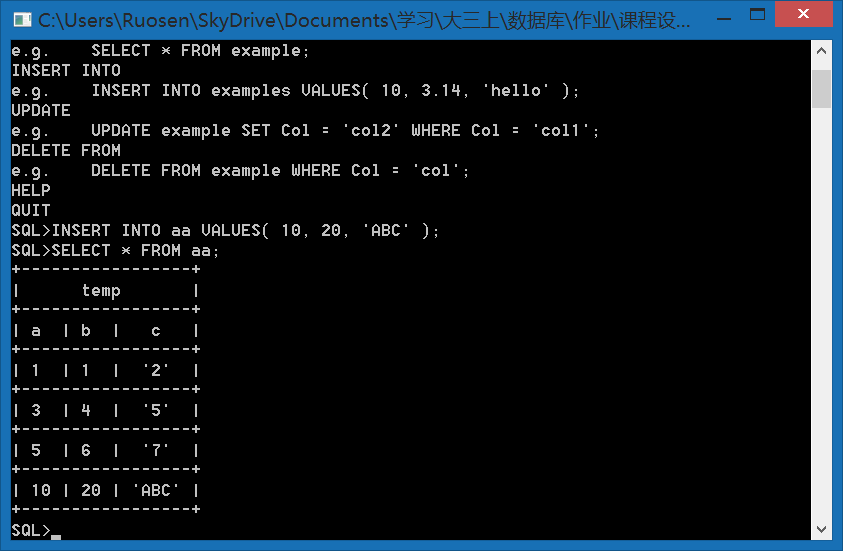 C:\Users\Ruosen\SkyDrive\Documents\学习\大三上\数据库\作业\课程设...
e.g.    SELECT * FROM example;
INSERT INTO
e.g.    INSERT INTO examples VALUES( 10, 3.14, 'hello' );
UPDATE
e.g.    UPDATE example SET Col = 'col2' WHERE Col = 'col1';
DELETE FROM
e.g.    DELETE FROM example WHERE Col = 'col';
HELP
QUIT
SQL>INSERT INTO aa VALUES( 10, 20, 'ABC' );
SQL>SELECT * FROM aa;
+-----------------+
|      temp       |
+-----------------+
| a  | b  |   c   |
+-----------------+
| 1  | 1  |  '2'  |
+-----------------+
| 3  | 4  |  '5'  |
+-----------------+
| 5  | 6  |  '7'  |
+-----------------+
| 10 | 20 | 'ABC' |
+-----------------+
SQL>_